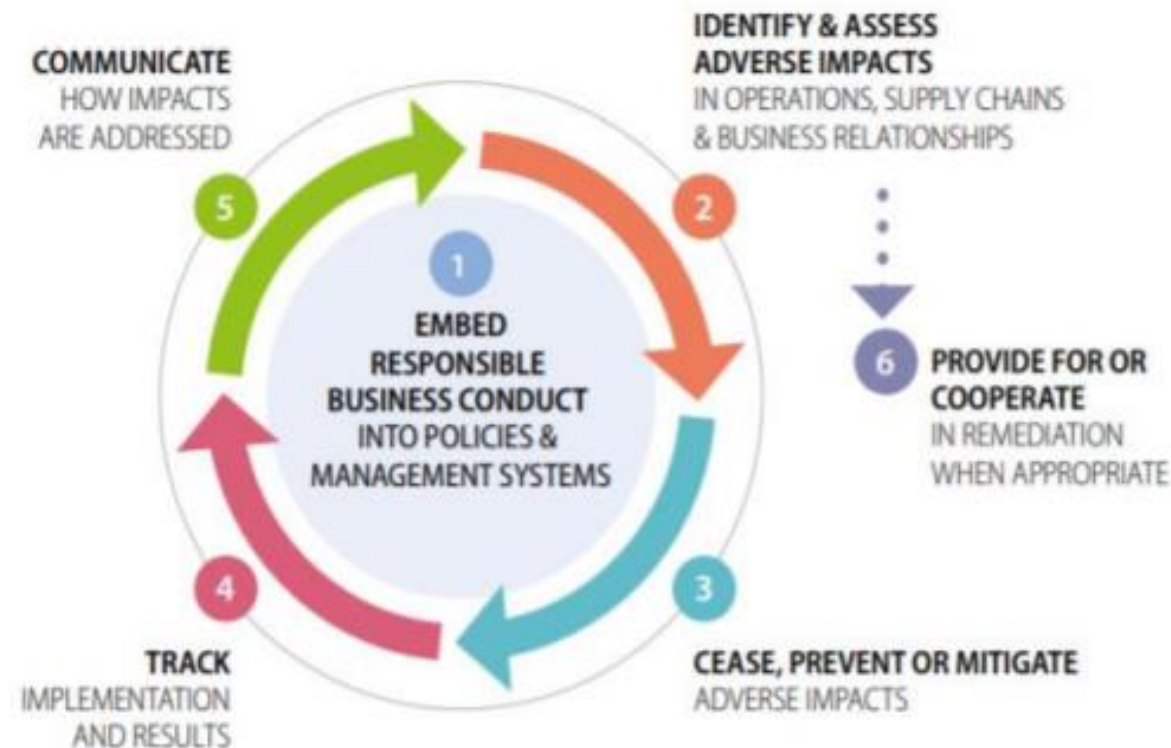 COMMUNICATE
HOW IMPACTS
ARE ADDRESSED
5
IDENTIFY & ASSESS
ADVERSE IMPACTS
IN OPERATIONS, SUPPLY CHAINS
& BUSINESS RELATIONSHIPS
2
1
EMBED
RESPONSIBLE
BUSINESS CONDUCT
INTO POLICIES &
MANAGEMENT SYSTEMS
6
PROVIDE FOR OR
COOPERATE
IN REMEDIATION
WHEN APPROPRIATE
4
TRACK
IMPLEMENTATION
AND RESULTS
3
CEASE, PREVENT OR MITIGATE
ADVERSE IMPACTS